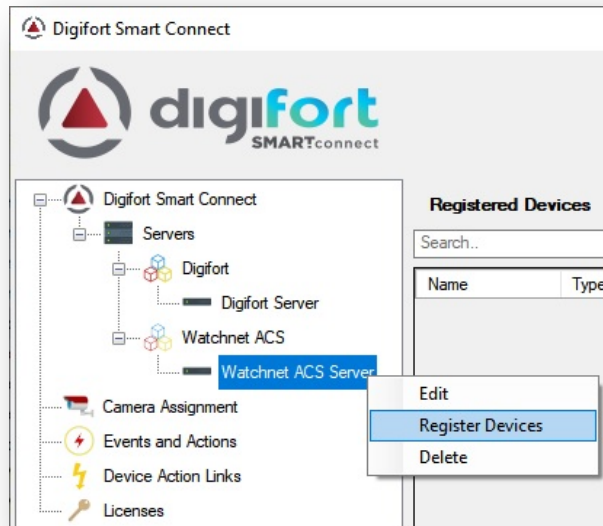 Digifort Smart Connect
digifort
SMARTconnect
Digifort Smart Connect
Servers
Digifort
Digifort Server
Watchnet ACS
Watchnet ACS Server
Camera Assignment
Events and Actions
Device Action Links
Licenses
Registered Devices
Search..
Name Type
Edit
Register Devices
Delete